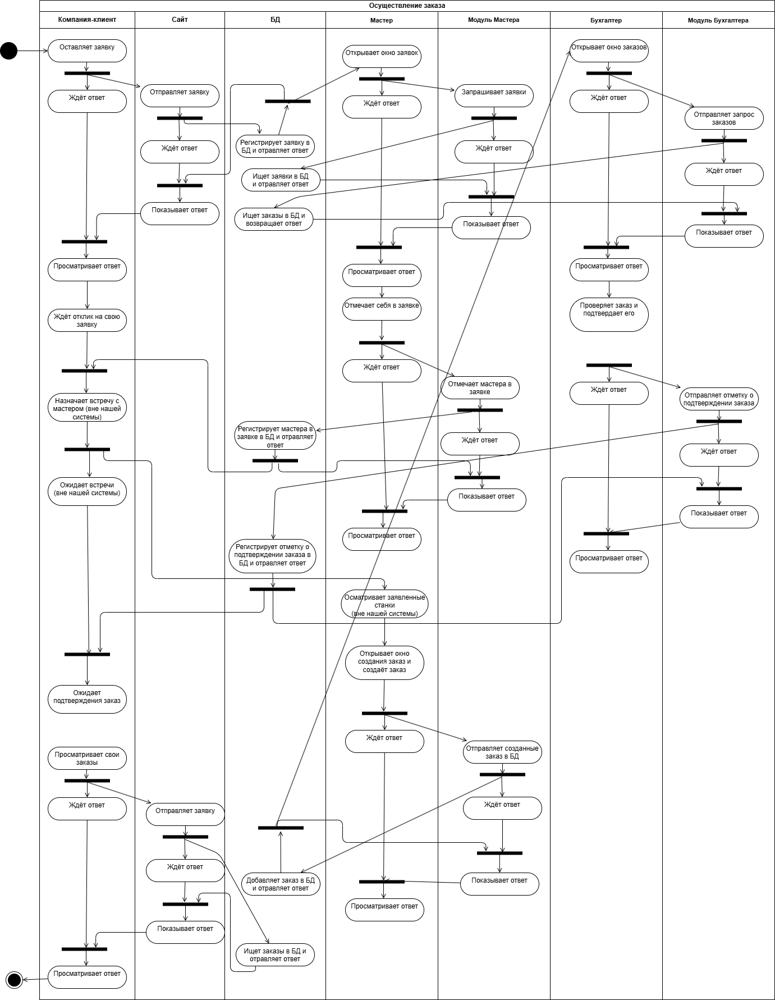 Осуществление заказа
Компания-клиент
Сайт
БД
Мастер
Модуль Мастера
Бухгалтер
Модуль Бухгалтера
Оставляет заявку
Ждёт ответ
Просматривает ответ
Ждёт отклик на свою
заявку
Назначает встречу с
мастером (вне нашей
системы)
Ожидает встречи
(вне нашей системы)
Ожидает
подтверждения заказ
Просматривает свои
заказы
Ждёт ответ
Просматривает ответ
Отправляет заявку
Ждёт ответ
Показывает ответ
Отправляет заявку
Ждёт ответ
Показывает ответ
Регистрирует заявку в
БД и отравляет ответ
Ищет заявки в БД
и отравляет ответ
Ищет заказы в БД и
возвращает ответ
Регистрирует мастера в
заявке в БД и отравляет
ответ
Регистрирует отметку о
подтверждении заказа в
БД и отравляет ответ
Добавляет заказ в БД
и отравляет ответ
Ищет заказы в БД и
отравляет ответ
Открывает окно заявок
Ждёт ответ
Просматривает ответ
Отмечает себя в заявке
Ждёт ответ
Просматривает ответ
Осматривает заявленные
станки
(вне нашей системы)
Открывает окно
создания заказ и
создаёт заказ
Ждёт ответ
Просматривает ответ
Запрашивает заявки
Ждёт ответ
Показывает ответ
Отмечает мастера в
заявке
Ждёт ответ
Показывает ответ
Отправляет созданные
заказ в БД
Ждёт ответ
Показывает ответ
Открывает окно заказов
Ждёт ответ
Просматривает ответ
Проверяет заказ и
подтвердает его
Ждёт ответ
Просматривает ответ
Отправляет запрос
заказов
Ждёт ответ
Показывает ответ
Отправляет отметку о
подтверждении заказа
Ждёт ответ
Показывает ответ